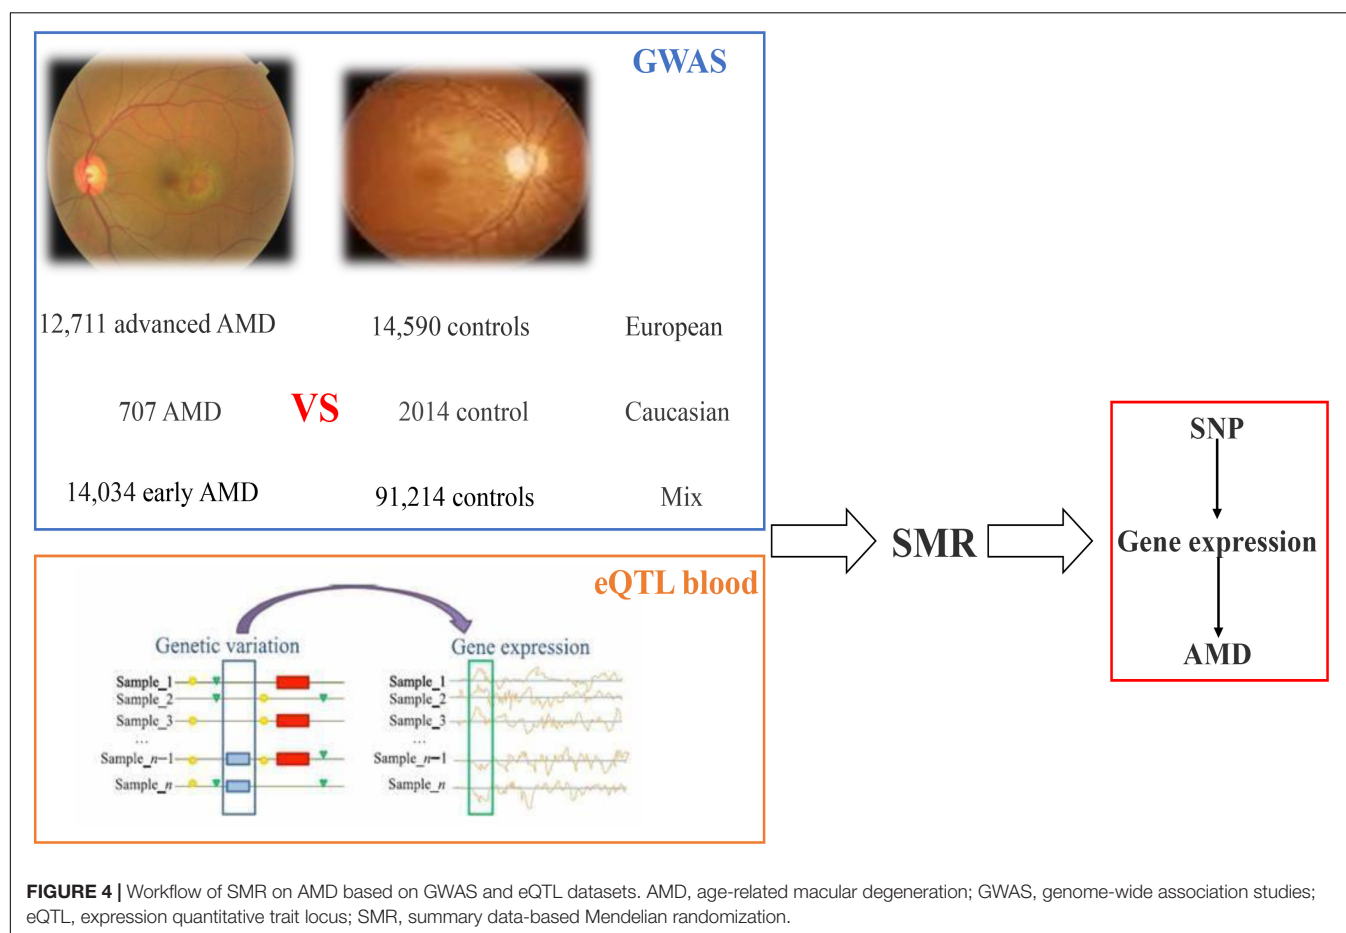 GWAS
12,711 advanced AMD 14,590 controls European
707 AMD VS 2014 control Caucasian
14,034 early AMD 91,214 controls Mix
eQTL blood
Genetic variation Gene expression
Sample_1 Sample_1
Sample_2 Sample_2
Sample_3 Sample_3
... ...
Sample_n−1 Sample_n−1
Sample_n Sample_n
SMR
SNP
Gene expression
AMD
FIGURE 4 | Workflow of SMR on AMD based on GWAS and eQTL datasets. AMD, age-related macular degeneration; GWAS, genome-wide association studies;
eQTL, expression quantitative trait locus; SMR, summary data-based Mendelian randomization.